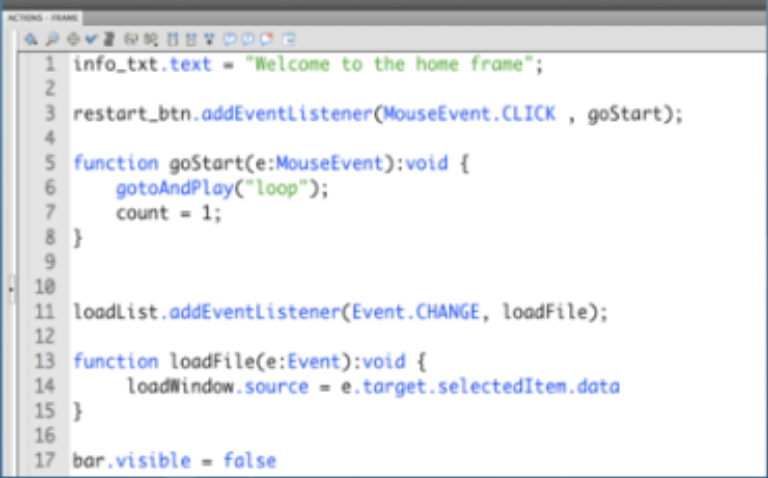 ACTIONS - FRAME
1 info_txt.text = "Welcome to the home frame";
2
3 restart_btn.addEventListener(MouseEvent.CLICK , goStart);
4
5 function goStart(e:MouseEvent):void {
6 gotoAndPlay("loop");
7 count = 1;
8 }
9
10
11 loadList.addEventListener(Event.CHANGE, loadFile);
12
13 function loadFile(e:Event):void {
14 loadWindow.source = e.target.selectedItem.data
15 }
16
17 bar.visible = false